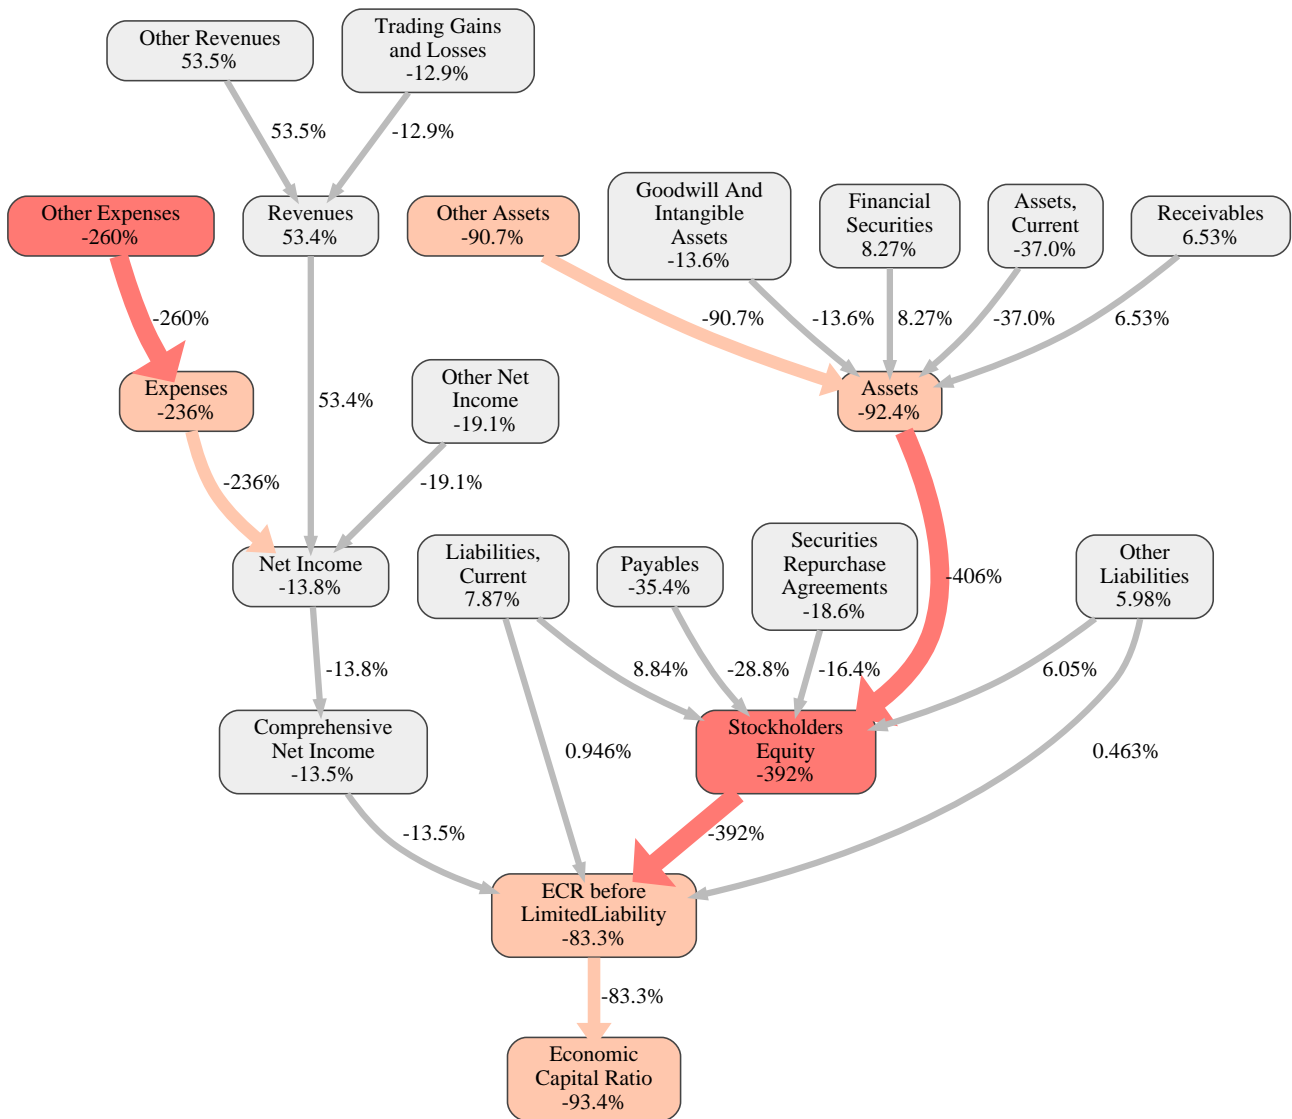 Other Revenues
53.5%
Trading Gains
and Losses
-12.9%
53.5%
-12.9%
Other Expenses
-260%
Revenues
53.4%
Other Assets
-90.7%
Goodwill And
Intangible
Assets
-13.6%
Financial
Securities
8.27%
Assets,
Current
-37.0%
Receivables
6.53%
-260%
-90.7%
-13.6%
8.27%
-37.0%
6.53%
Expenses
-236%
53.4%
Other Net
Income
-19.1%
Assets
-92.4%
-236%
-19.1%
Net Income
-13.8%
Liabilities,
Current
7.87%
Payables
-35.4%
Securities
Repurchase
Agreements
-18.6%
-406%
Other
Liabilities
5.98%
-13.8%
8.84%
-28.8%
-16.4%
6.05%
Comprehensive
Net Income
-13.5%
0.946%
Stockholders
Equity
-392%
0.463%
-13.5%
-392%
ECR before
LimitedLiability
-83.3%
-83.3%
Economic
Capital Ratio
-93.4%